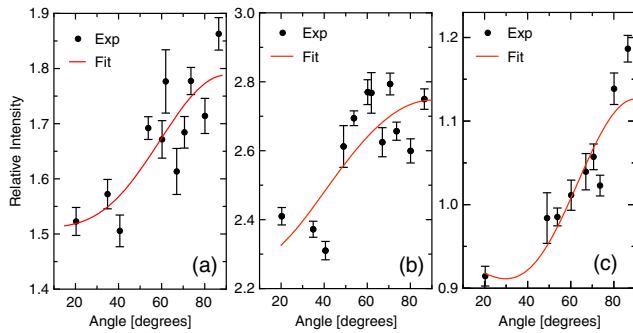 Relative Intensity
1.9
1.8
1.7
1.6
1.5
1.4
Exp
Fit
(a)
20 40 60 80
Angle [degrees]
3.0
2.8
2.6
2.4
2.2
Exp
Fit
(b)
20 40 60 80
Angle [degrees]
1.2
1.1
1.0
0.9
Exp
Fit
(c)
20 40 60 80
Angle [degrees]